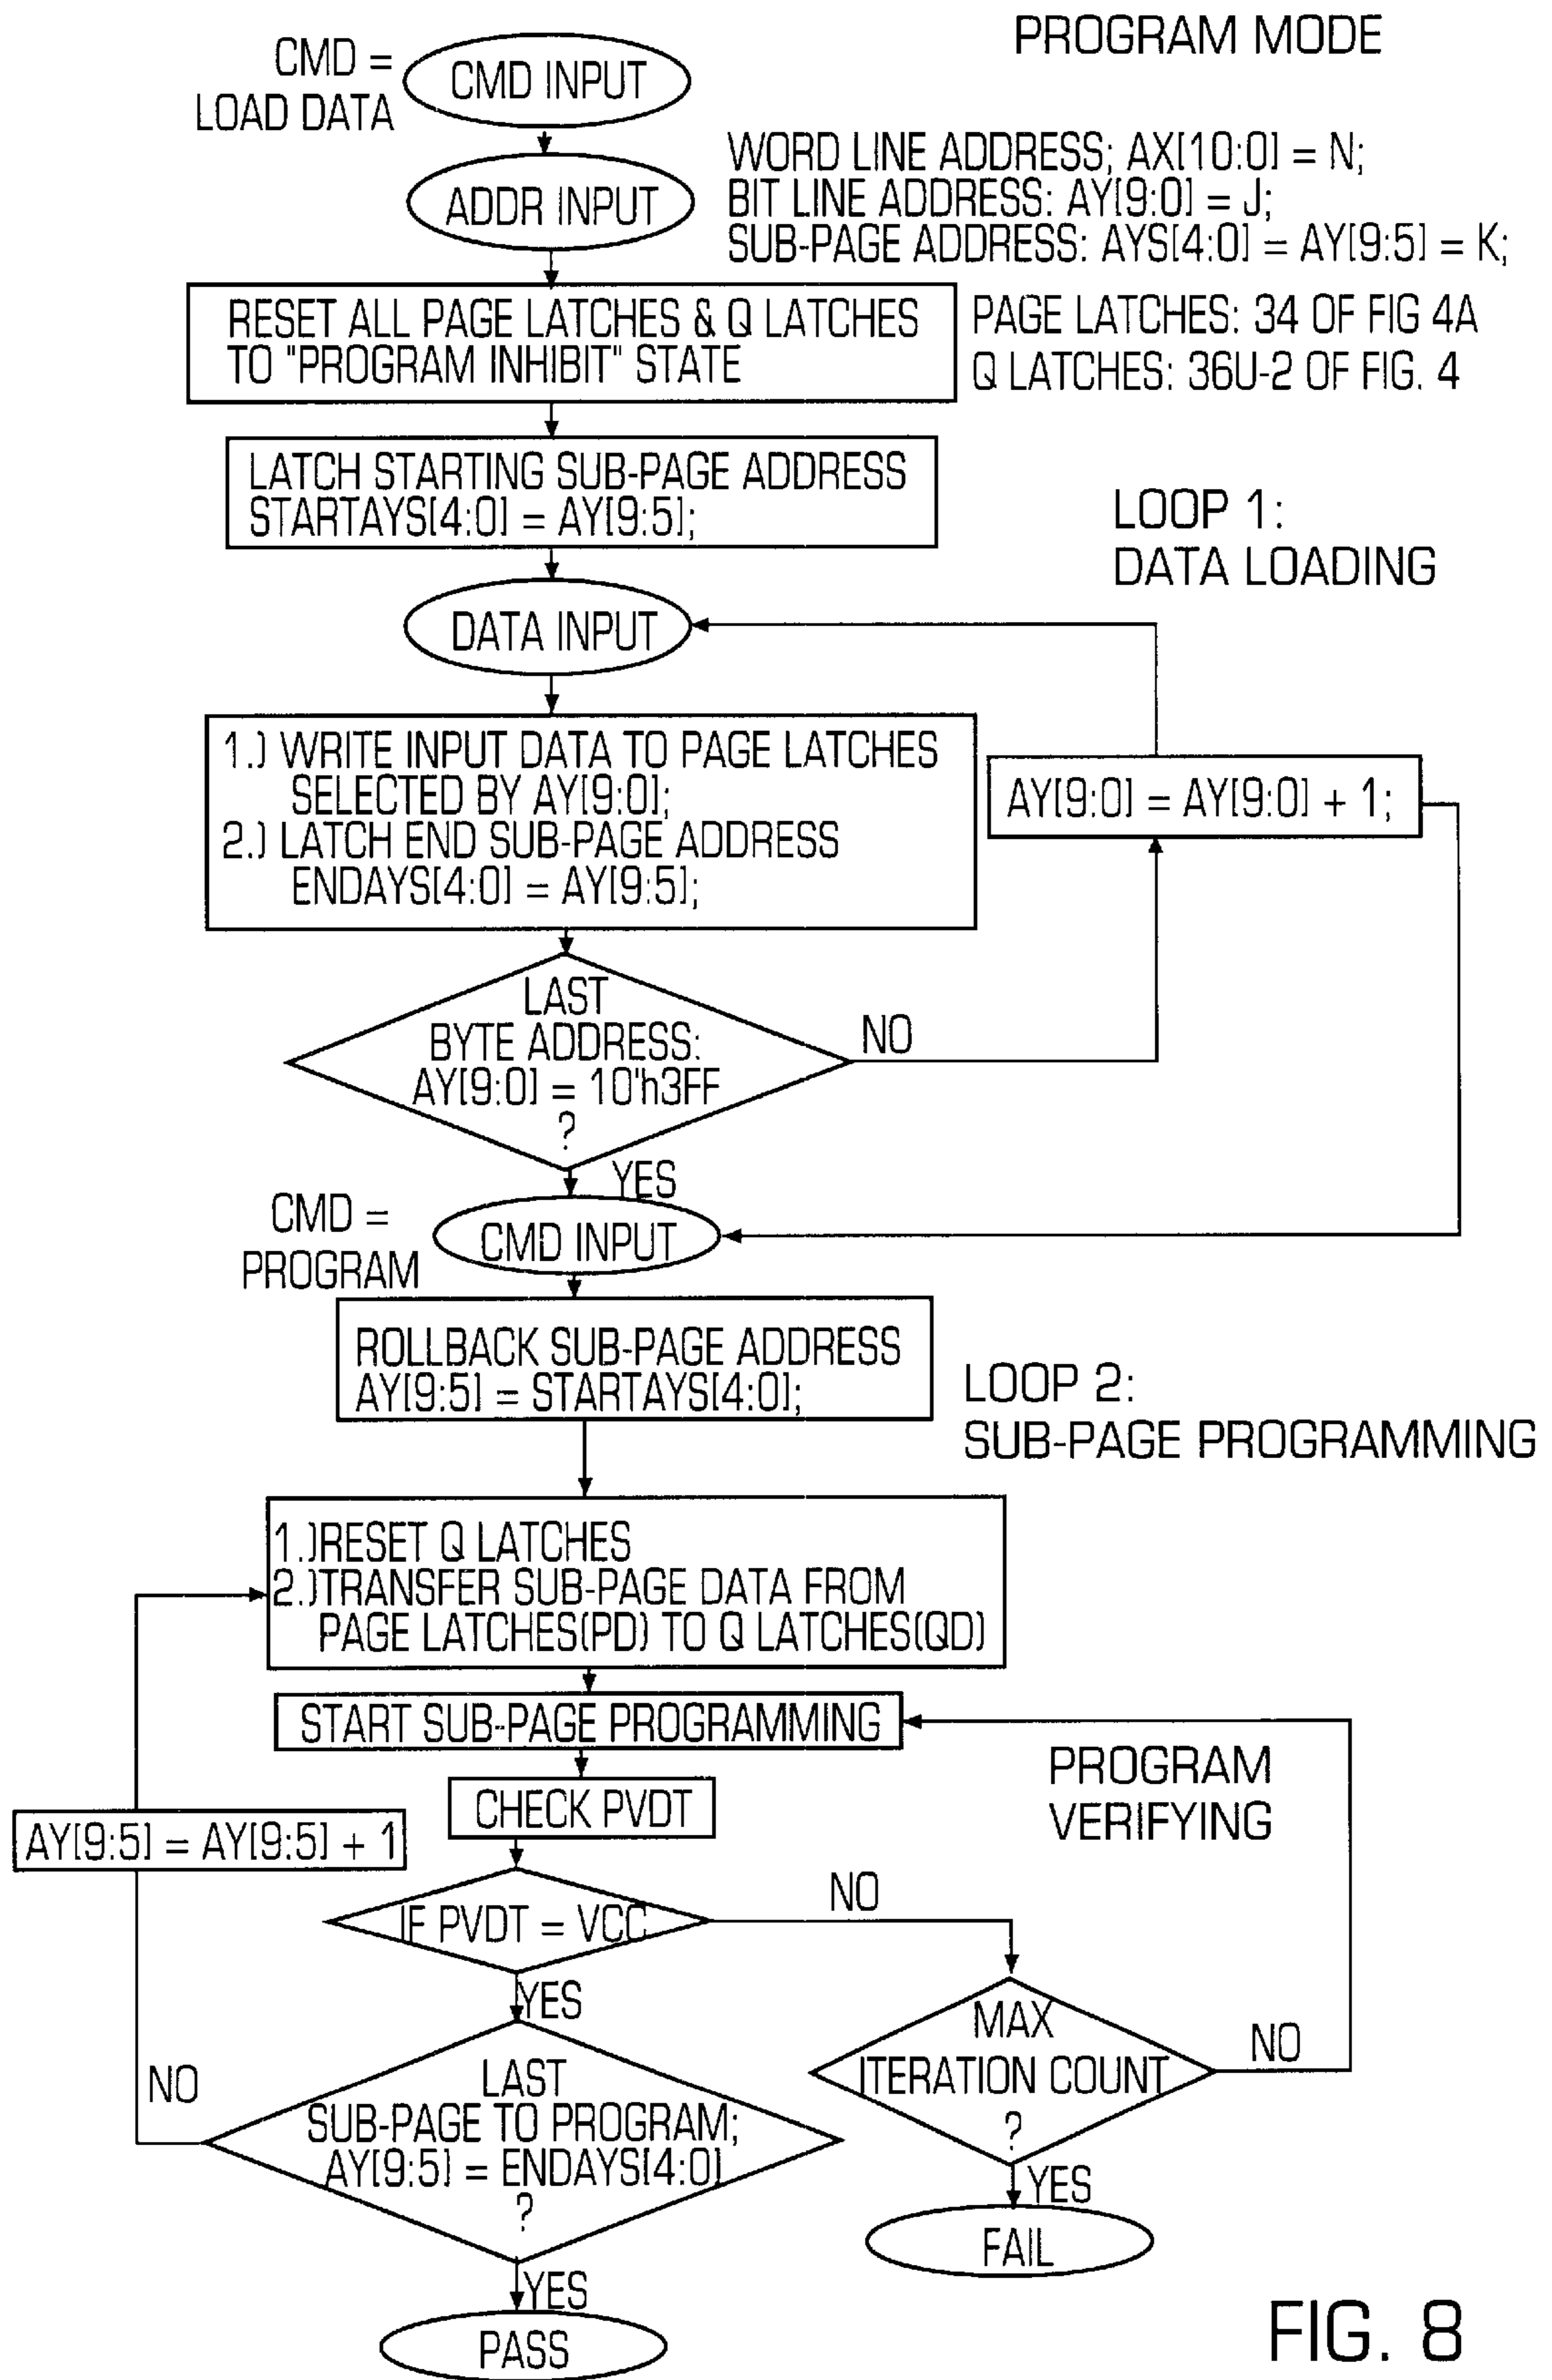 PROGRAM MODE
CMD =
LOAD DATA
CMD INPUT
ADDR INPUT
WORD LINE ADDRESS; AX[10:0] = N;
BIT LINE ADDRESS: AY[9:0] = J;
SUB-PAGE ADDRESS: AYS[4:0] = AY[9:5] = K;
RESET ALL PAGE LATCHES & Q LATCHES
TO "PROGRAM INHIBIT" STATE
PAGE LATCHES: 34 OF FIG 4A
Q LATCHES: 36U-2 OF FIG. 4
LATCH STARTING SUB-PAGE ADDRESS
STARTAYS[4:0] = AY[9:5];
LOOP 1:
DATA LOADING
DATA INPUT
1.) WRITE INPUT DATA TO PAGE LATCHES
SELECTED BY AY[9:0];
2.) LATCH END SUB-PAGE ADDRESS
ENDAYS[4:0] = AY[9:5];
AY[9:0] = AY[9:0] + 1;
LAST
BYTE ADDRESS:
AY[9:0] = 10'h3FF
?
NO
YES
CMD =
PROGRAM
CMD INPUT
ROLLBACK SUB-PAGE ADDRESS
AY[9:5] = STARTAYS[4:0];
LOOP 2:
SUB-PAGE PROGRAMMING
1.)RESET Q LATCHES
2.)TRANSFER SUB-PAGE DATA FROM
PAGE LATCHES(PD) TO Q LATCHES(QD)
START SUB-PAGE PROGRAMMING
CHECK PVDT
PROGRAM
VERIFYING
AY[9:5] = AY[9:5] + 1
IF PVDT = VCC
NO
YES
MAX
ITERATION COUNT
?
NO
YES
FAIL
LAST
SUB-PAGE TO PROGRAM;
AY[9:5] = ENDAYS[4:0]
?
NO
YES
PASS
FIG. 8